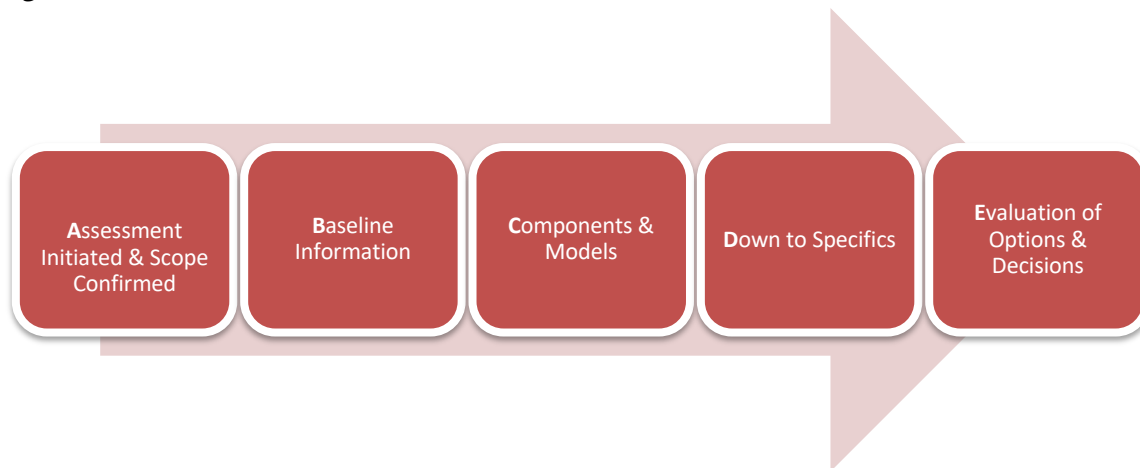 Assessment
Initiated & Scope
Confirmed
Baseline
Information
Components &
Models
Down to Specifics
Evaluation of
Options &
Decisions